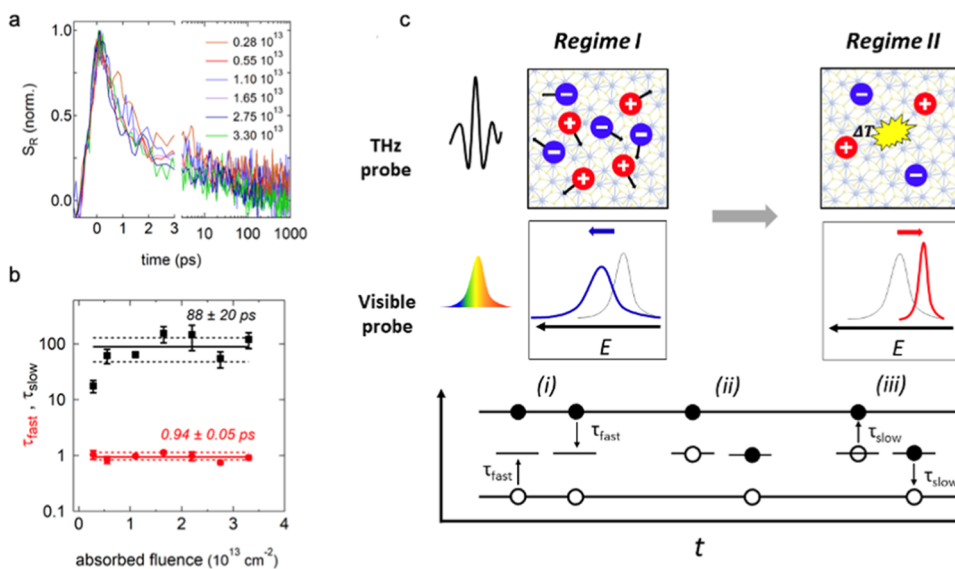 a
S_R (norm.)
1.0
0.5
0.0
0.28 10^13
0.55 10^13
1.10 10^13
1.65 10^13
2.75 10^13
3.30 10^13
0 1 2 3 10 100 1000
time (ps)
b
τ_fast , τ_slow
100
10
1
0.1
88 ± 20 ps
0.94 ± 0.05 ps
0 1 2 3 4
absorbed fluence (10^13 cm^-2)
c
Regime I
Regime II
THz
probe
− + − + − + − +
− + ΔT + −
Visible
probe
E
E
(i) (ii) (iii)
τ_fast
τ_fast
τ_slow
τ_slow
t